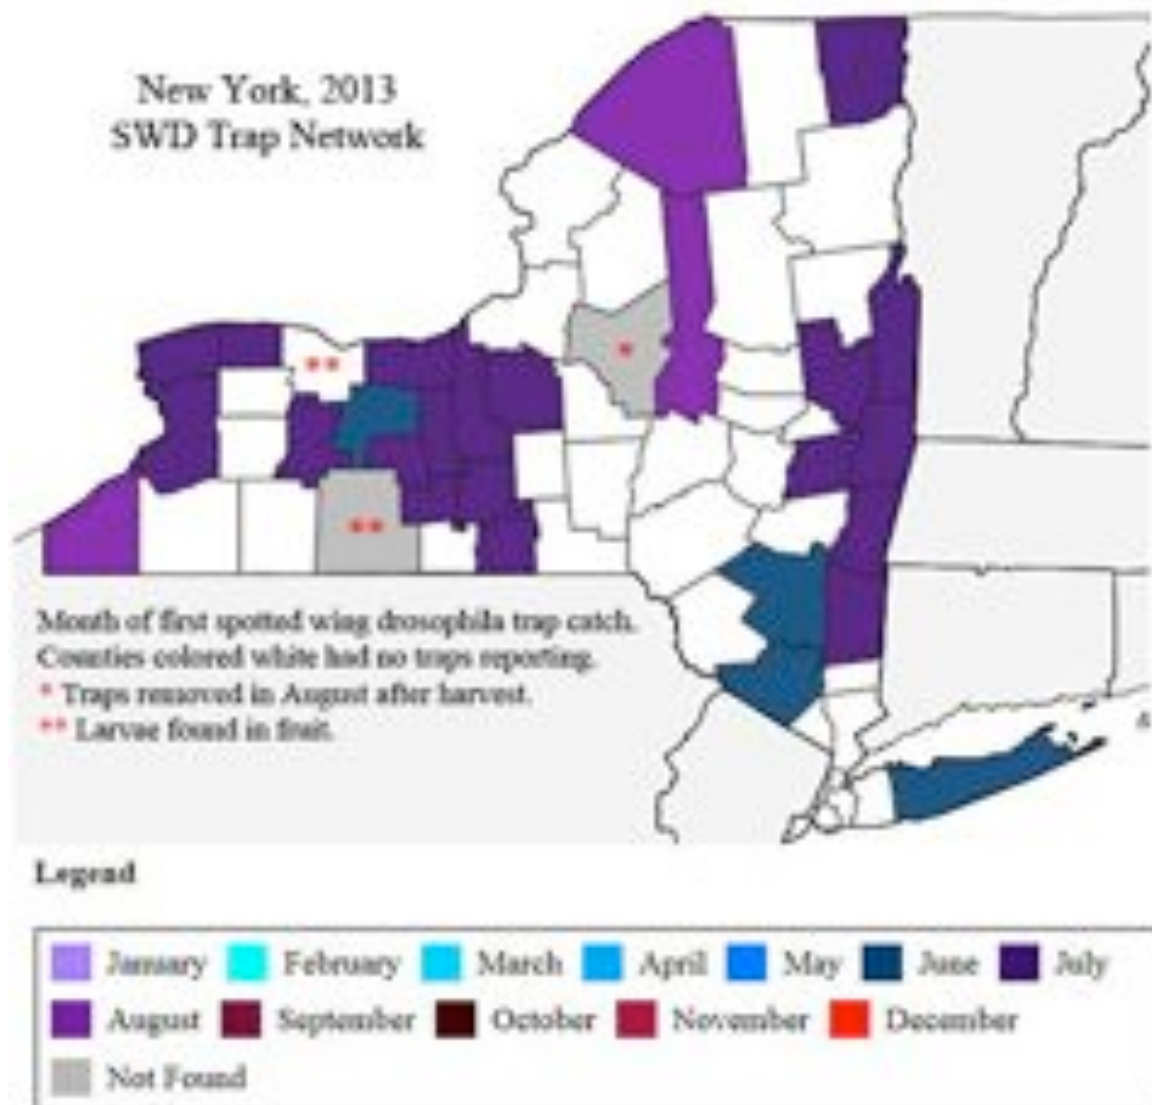 New York, 2013
SWD Trap Network
**
*
**
Month of first spotted wing drosophila trap catch.
Counties colored white had no traps reporting.
* Traps removed in August after harvest.
** Larvae found in fruit.
Legend
January February March April May June July
August September October November December
Not Found